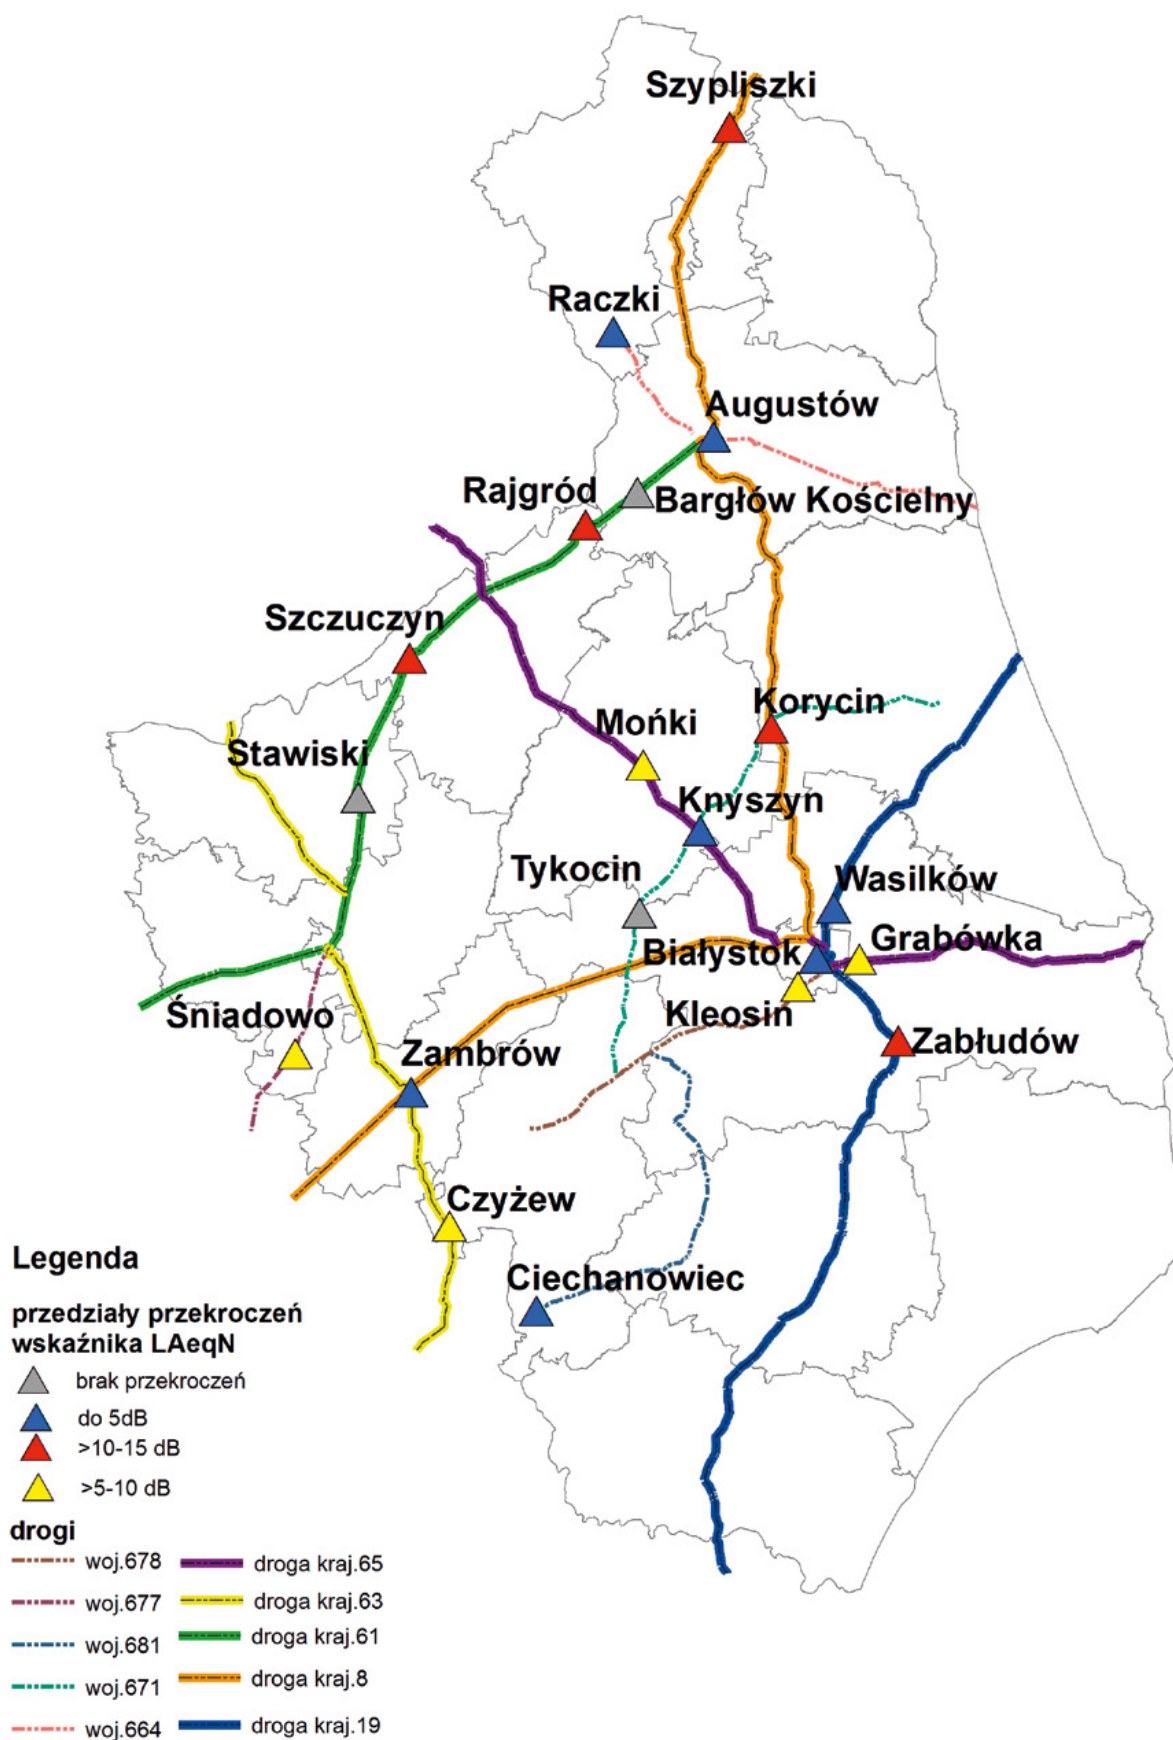 Szypliszki
Raczki
Augustów
Rajgród
Bargłów Kościelny
Szczuczyn
Korycin
Mońki
Stawiski
Knyszyn
Tykocin
Wasilków
Białystok
Grabówka
Kleosiń
Śniadowo
Zabłudów
Zambrów
Czyżew
Ciechanowiec
Legenda
przedziały przekroczeń
wskaźnika LAeqN
brak przekroczeń
do 5dB
>10-15 dB
>5-10 dB
drogi
woj.678
droga kraj.65
woj.677
droga kraj.63
woj.681
droga kraj.61
woj.671
droga kraj.8
woj.664
droga kraj.19